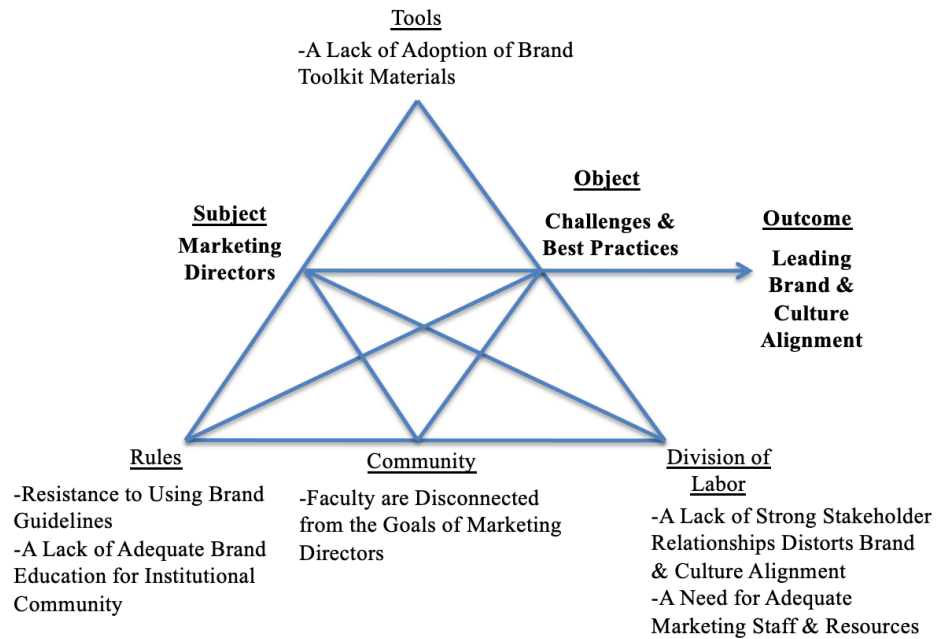 Tools
-A Lack of Adoption of Brand
Toolkit Materials
Subject
Marketing
Directors
Object
Challenges &
Best Practices
Outcome
Leading
Brand &
Culture
Alignment
Rules
-Resistance to Using Brand
Guidelines
-A Lack of Adequate Brand
Education for Institutional
Community
Community
-Faculty are Disconnected
from the Goals of Marketing
Directors
Division of
Labor
-A Lack of Strong Stakeholder
Relationships Distorts Brand
& Culture Alignment
-A Need for Adequate
Marketing Staff & Resources